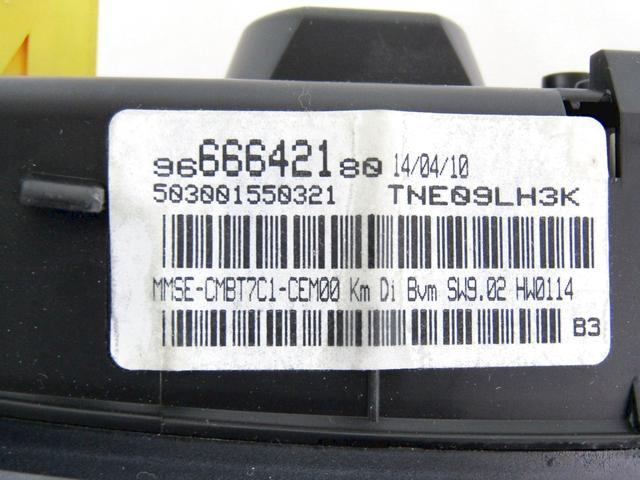 9666642180 14/04/10
503001550321 TNE09LH3K
MMSE-CMBT7C1-CEM00 Km Di Bvm SW9.02 HW0114
B3